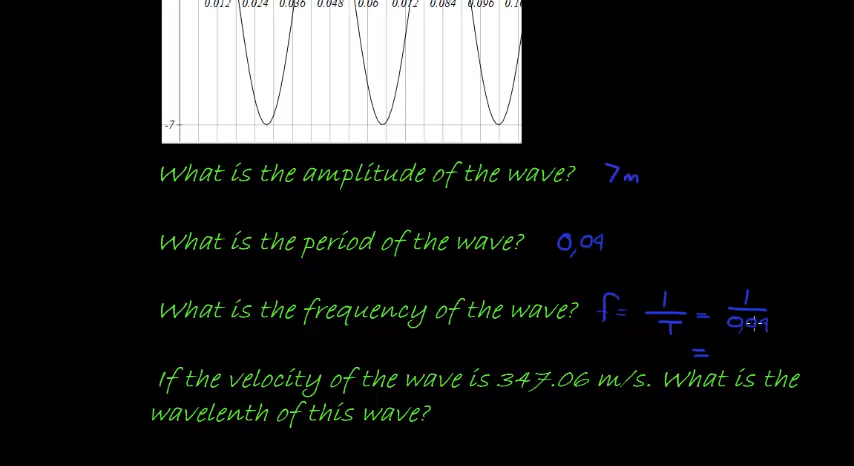 0.012 0.024 0.036 0.048 0.06 0.072 0.084 0.096
-7
What is the amplitude of the wave? 7m
What is the period of the wave? 0,04
What is the frequency of the wave? f = 1/T = 1/0,04
=
If the velocity of the wave is 347.06 m/s. What is the
wavelenth of this wave?